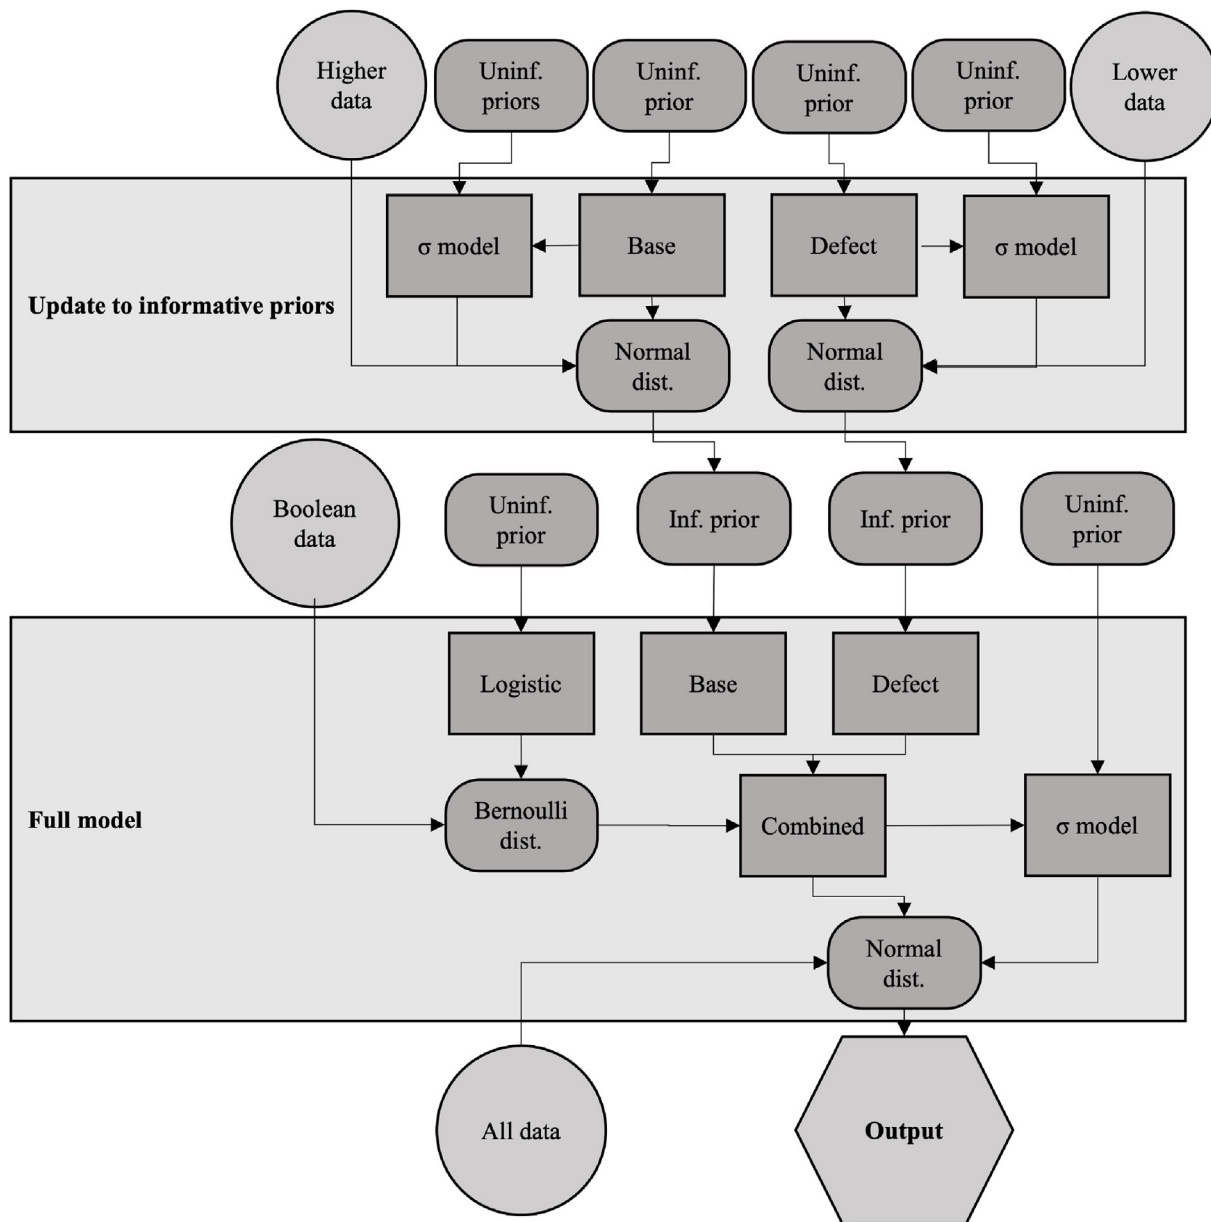 Higher
data
Uninf.
priors
Uninf.
prior
Uninf.
prior
Uninf.
prior
Lower
data
σ model
Base
Defect
σ model
Update to informative priors
Normal
dist.
Normal
dist.
Boolean
data
Uninf.
prior
Inf. prior
Inf. prior
Uninf.
prior
Logistic
Base
Defect
Full model
Bernoulli
dist.
Combined
σ model
Normal
dist.
All data
Output